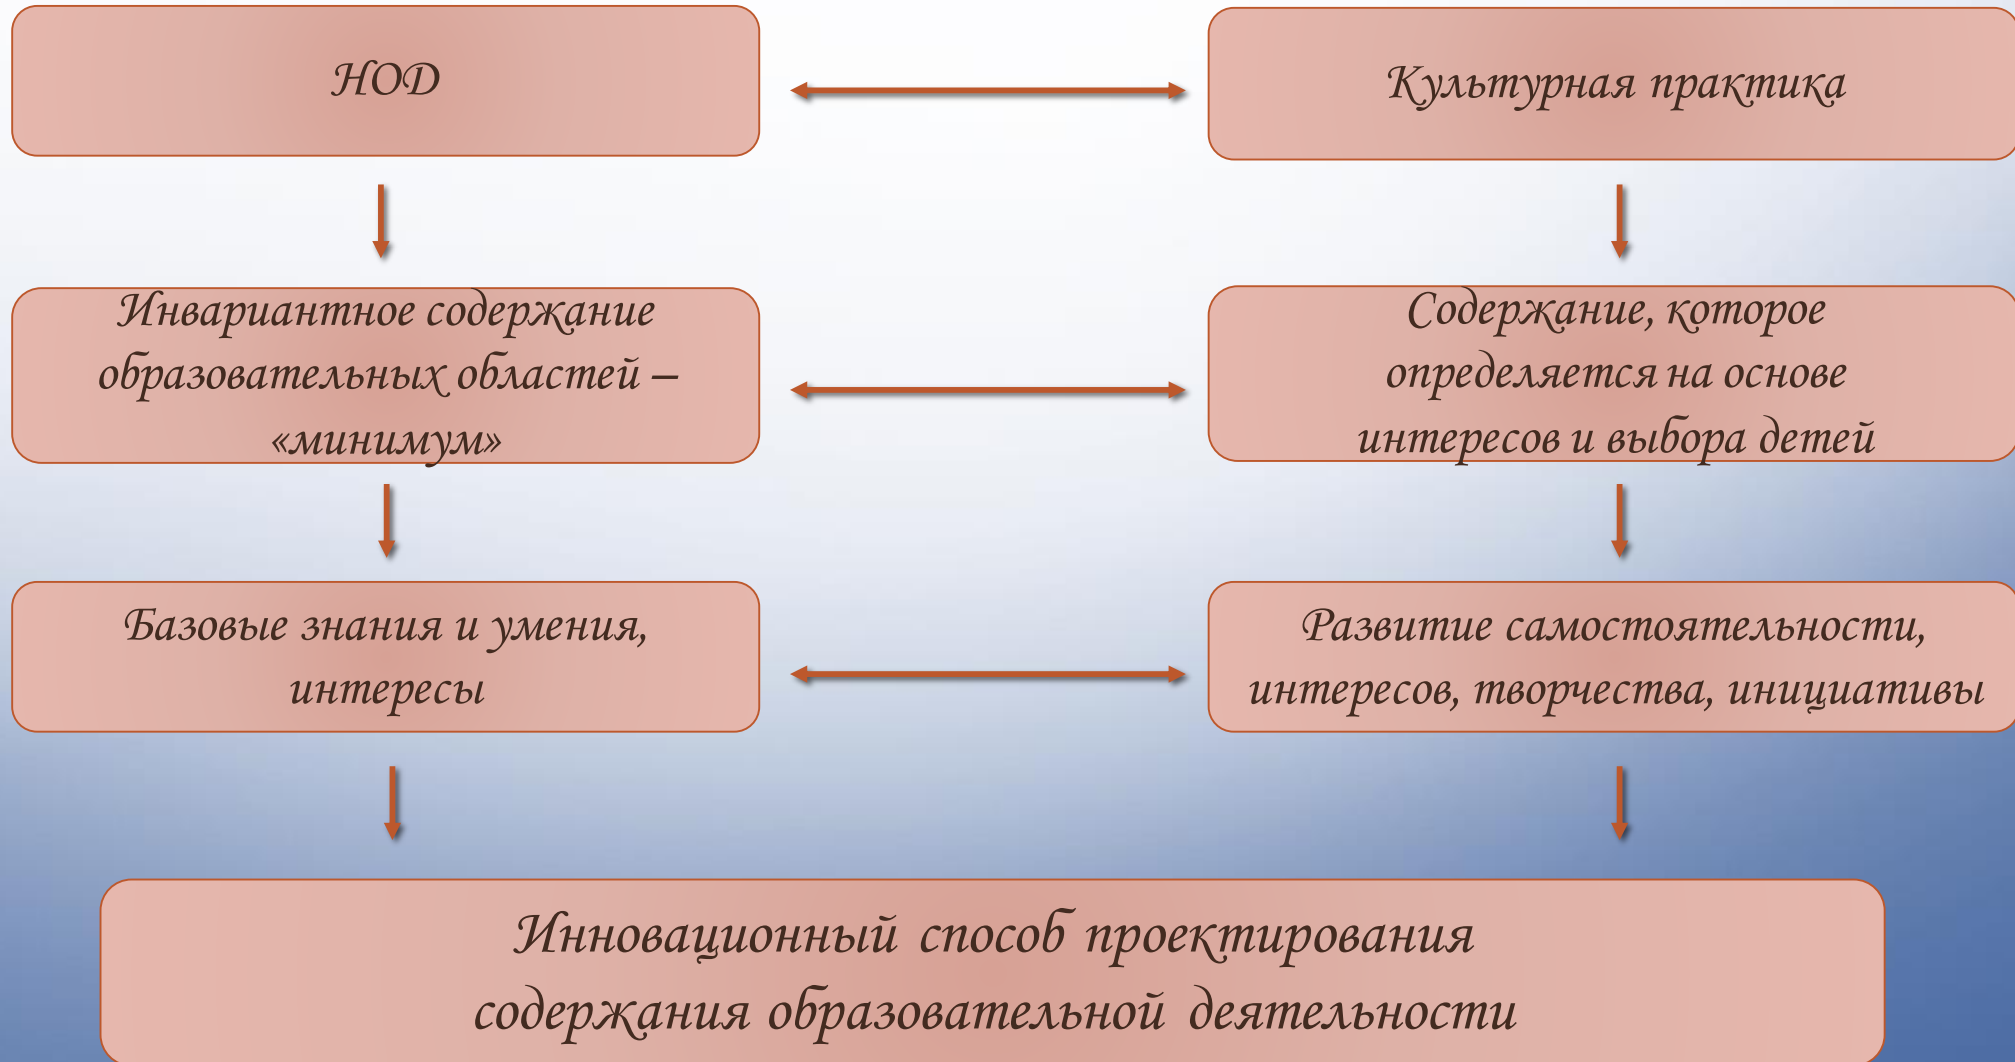 НОД
Культурная практика
Инвариантное содержание
образовательных областей –
«минимум»
Содержание, которое
определяется на основе
интересов и выбора детей
Базовые знания и умения,
интересы
Развитие самостоятельности,
интересов, творчества, инициативы
Инновационный способ проектирования
содержания образовательной деятельности